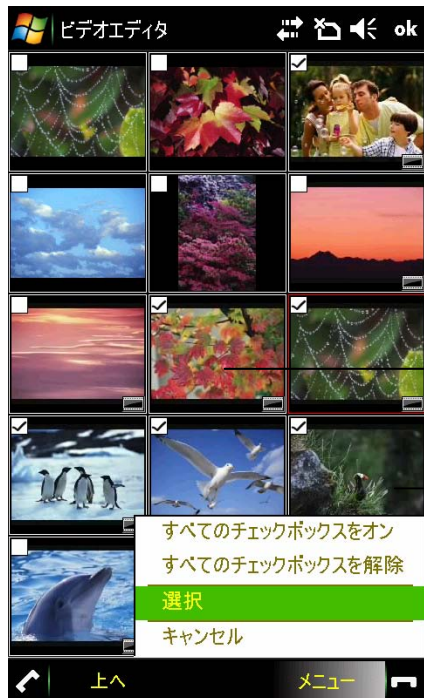 ビデオエディタ
ok
すべてのチェックボックスをオン
すべてのチェックボックスを解除
選択
キャンセル
上へ
メニュー